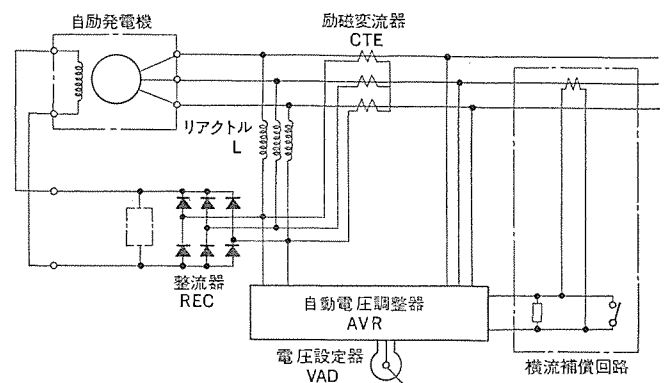 自励発電機
励磁変流器
CTE
リアクトル
L
整流器
REC
自動電圧調整器
AVR
電圧設定器
VAD
横流補償回路